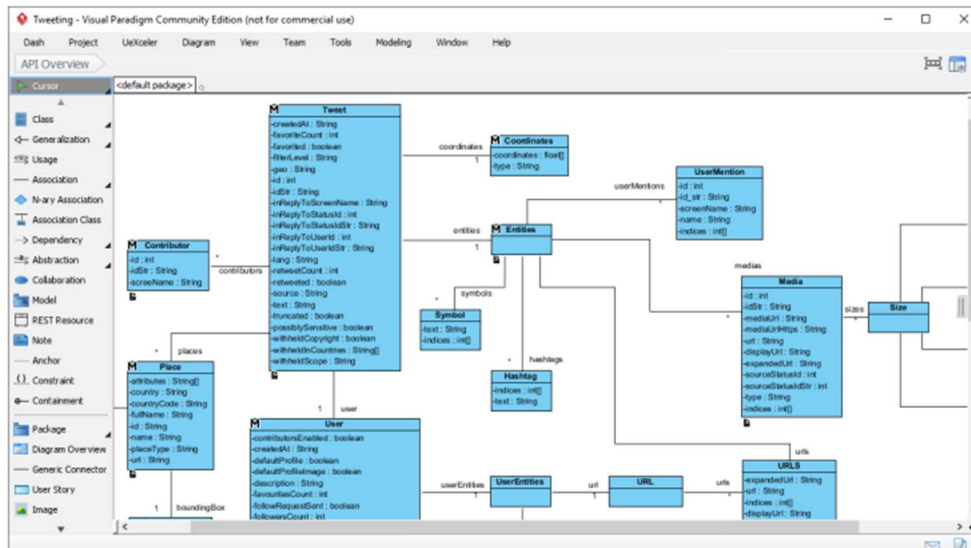 Tweeting - Visual Paradigm Community Edition (not for commercial use)
Dash Project UeXceler Diagram View Team Tools Modeling Window Help
API Overview
Cursor
<default package>
Class
Generalization
Usage
Association
N-ary Association
Association Class
Dependency
Abstraction
Collaboration
Model
REST Resource
Note
Anchor
Constraint
Containment
Package
Diagram Overview
Generic Connector
User Story
Image
Tweet
-createdAt : String
-favoriteCount : int
-favorited : boolean
-filterLevel : String
-geo : String
-id : int
-idStr : String
-inReplyToScreenName : String
-inReplyToStatusId : int
-inReplyToStatusIdStr : String
-inReplyToUserId : int
-inReplyToUserIdStr : String
-lang : String
-retweetCount : int
-retweeted : boolean
-source : String
-text : String
-truncated : boolean
-possiblySensitive : boolean
-withheldCopyright : boolean
-withheldInCountries : String[]
-withheldScope : String
coordinates
1
Coordinates
-coordinates : float[]
-type : String
userMentions
*
UserMention
-id : int
-id_str : String
-screenName : String
-name : String
-indices : int[]
entities
1
Entities
Contributor
-id : int
-idStr : String
-screeName : String
*
contributors
symbols
*
Symbol
-text : String
-indices : int[]
*
hashtags
Hashtag
-indices : int[]
-text : String
medias
*
Media
-id : int
-idStr : String
-mediaUrl : String
-mediaUrlHttps : String
-url : String
-displayUrl : String
-expandedUrl : String
-sourceStatusId : int
-sourceStatusIdStr : int
-type : String
-indices : int[]
sizes
*
Size
*
places
Place
-attributes : String[]
-country : String
-countryCode : String
-fullName : String
-id : String
-name : String
-placeType : String
-url : String
1
boundingBox
1
user
User
-contributorsEnabled : boolean
-createdAt : String
-defaultProfile : boolean
-defaultProfileImage : boolean
-description : String
-favouritesCount : int
-followRequestSent : boolean
-followersCount : int
userEntities
1
UserEntities
url
1
URL
urls
*
urls
*
URLS
-expandedUrl : String
-url : String
-indices : int[]
-displayUrl : String